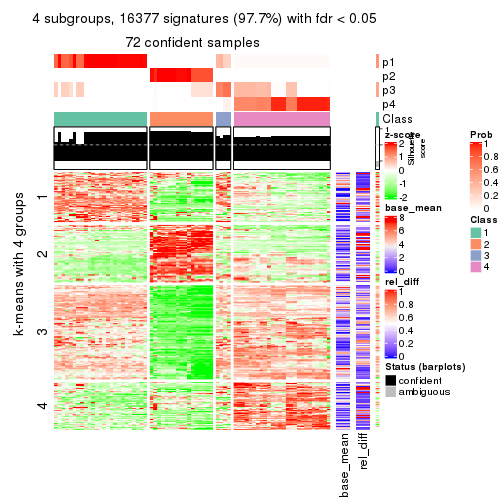 4 subgroups, 16377 signatures (97.7%) with fdr < 0.05
72 confident samples
p1
p2
p3
p4
Class
1
0
Silhouette
score
k-means with 4 groups
1
2
3
4
base_mean
rel_diff
z-score
2
1
0
-1
-2
base_mean
8
6
4
2
0
rel_diff
1
0.8
0.6
0.4
0.2
0
Status (barplots)
confident
ambiguous
Prob
1
0.8
0.6
0.4
0.2
0
Class
1
2
3
4